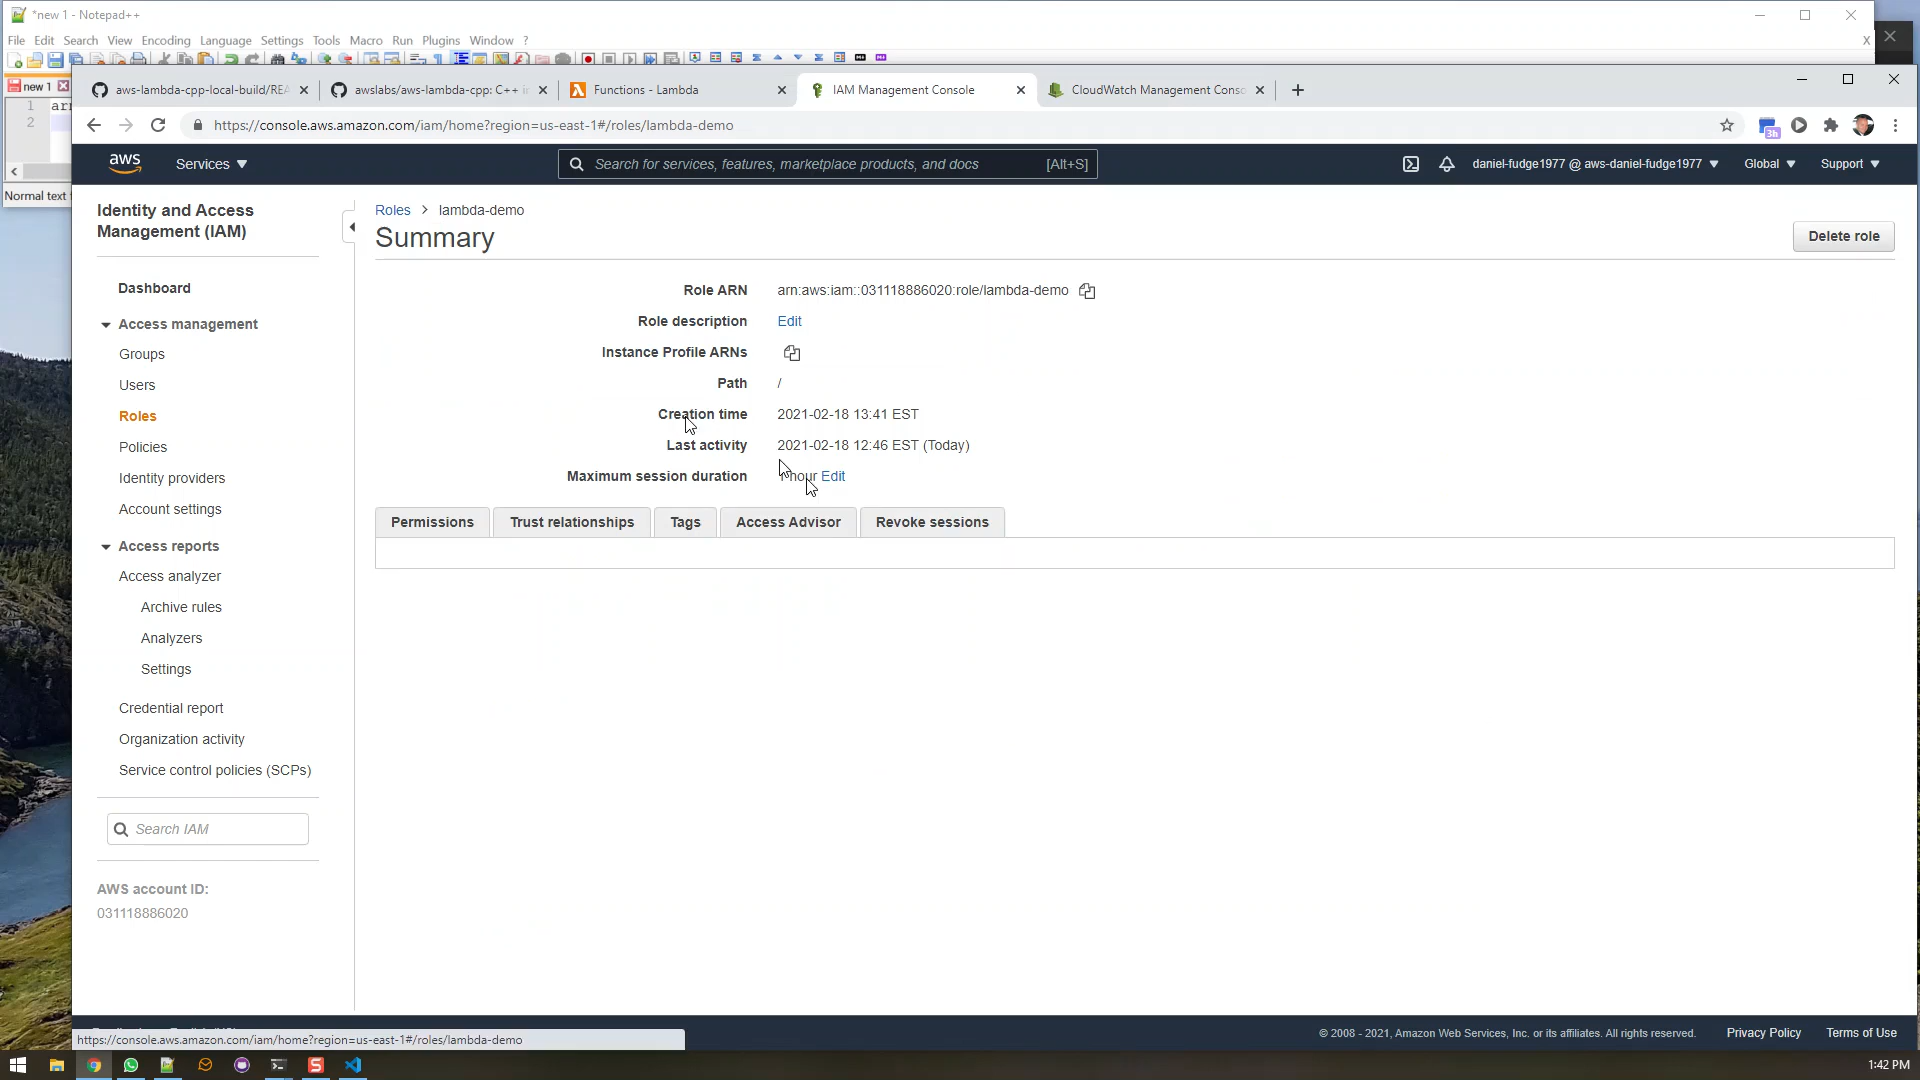 *new 1 - Notepad++
File Edit Search View Encoding Language Settings Tools Macro Run Plugins Window ?
X
new 1
1 arn
2
Normal text
aws-lambda-cpp-local-build/REA
awslabs/aws-lambda-cpp: C++ i
Functions - Lambda
IAM Management Console
CloudWatch Management Conso
https://console.aws.amazon.com/iam/home?region=us-east-1#/roles/lambda-demo
3h
aws
Services
Search for services, features, marketplace products, and docs [Alt+S]
daniel-fudge1977 @ aws-daniel-fudge1977
Global
Support
Identity and Access
Management (IAM)
Dashboard
Access management
Groups
Users
Roles
Policies
Identity providers
Account settings
Access reports
Access analyzer
Archive rules
Analyzers
Settings
Credential report
Organization activity
Service control policies (SCPs)
Search IAM
AWS account ID:
031118886020
Roles > lambda-demo
Summary
Delete role
Role ARN arn:aws:iam::031118886020:role/lambda-demo
Role description Edit
Instance Profile ARNs
Path /
Creation time 2021-02-18 13:41 EST
Last activity 2021-02-18 12:46 EST (Today)
Maximum session duration 1 hour Edit
Permissions Trust relationships Tags Access Advisor Revoke sessions
© 2008 - 2021, Amazon Web Services, Inc. or its affiliates. All rights reserved. Privacy Policy Terms of Use
https://console.aws.amazon.com/iam/home?region=us-east-1#/roles/lambda-demo
1:42 PM